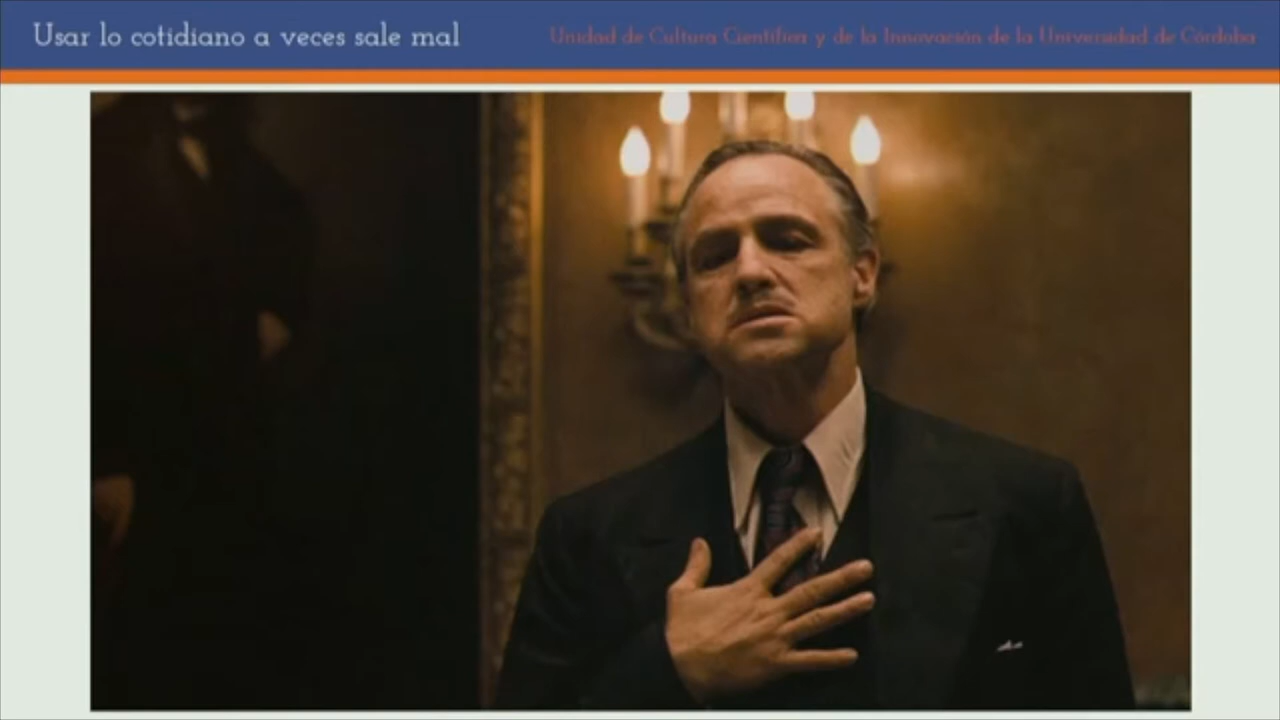 Usar lo cotidiano a veces sale mal
Unidad de Cultura Científica y de la Innovación de la Universidad de Córdoba